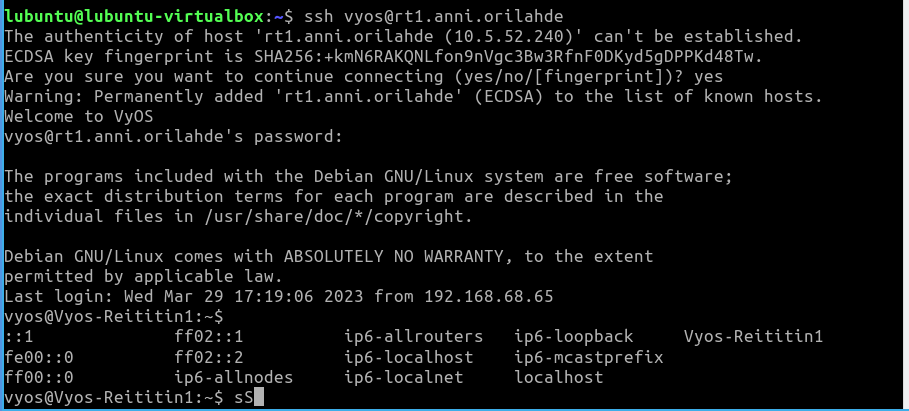 lubuntu@lubuntu-virtualbox:~$ ssh vyos@rt1.anni.orilahde
The authenticity of host 'rt1.anni.orilahde (10.5.52.240)' can't be established.
ECDSA key fingerprint is SHA256:+kmN6RAKQNLfon9nVgc3Bw3RfnF0DKyd5gDPPKd48Tw.
Are you sure you want to continue connecting (yes/no/[fingerprint])? yes
Warning: Permanently added 'rt1.anni.orilahde' (ECDSA) to the list of known hosts.
Welcome to VyOS
vyos@rt1.anni.orilahde's password:

The programs included with the Debian GNU/Linux system are free software;
the exact distribution terms for each program are described in the
individual files in /usr/share/doc/*/copyright.

Debian GNU/Linux comes with ABSOLUTELY NO WARRANTY, to the extent
permitted by applicable law.
Last login: Wed Mar 29 17:19:06 2023 from 192.168.68.65
vyos@Vyos-Reititin1:~$
::1              ff02::1          ip6-allrouters   ip6-loopback     Vyos-Reititin1
fe00::0          ff02::2          ip6-localhost    ip6-mcastprefix
ff00::0          ip6-allnodes     ip6-localnet     localhost
vyos@Vyos-Reititin1:~$ sS